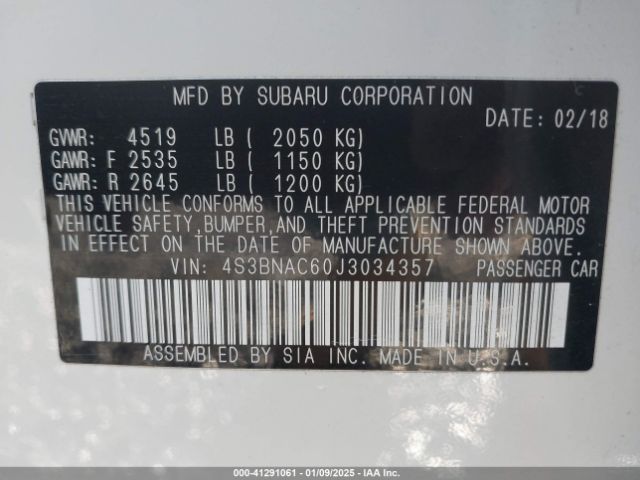 MFD BY SUBARU CORPORATION
DATE: 02/18
GVWR: 4519 LB ( 2050 KG)
GAWR: F 2535 LB ( 1150 KG)
GAWR: R 2645 LB ( 1200 KG)
THIS VEHICLE CONFORMS TO ALL APPLICABLE FEDERAL MOTOR
VEHICLE SAFETY,BUMPER,AND THEFT PREVENTION STANDARDS
IN EFFECT ON THE DATE OF MANUFACTURE SHOWN ABOVE.
VIN: 4S3BNAC60J3034357 PASSENGER CAR
ASSEMBLED BY SIA INC. MADE IN U.S.A.
000-41291061 - 01/09/2025 - IAA Inc.